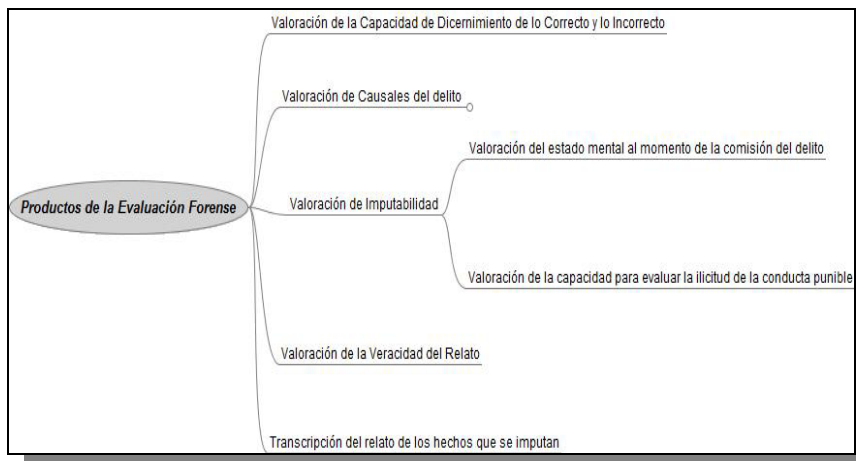 Valoración de la Capacidad de Dicernimiento de lo Correcto y lo Incorrecto
Valoración de Causales del delito
Valoración del estado mental al momento de la comisión del delito
Productos de la Evaluación Forense
Valoración de Imputabilidad
Valoración de la capacidad para evaluar la ilicitud de la conducta punible
Valoración de la Veracidad del Relato
Transcripción del relato de los hechos que se imputan